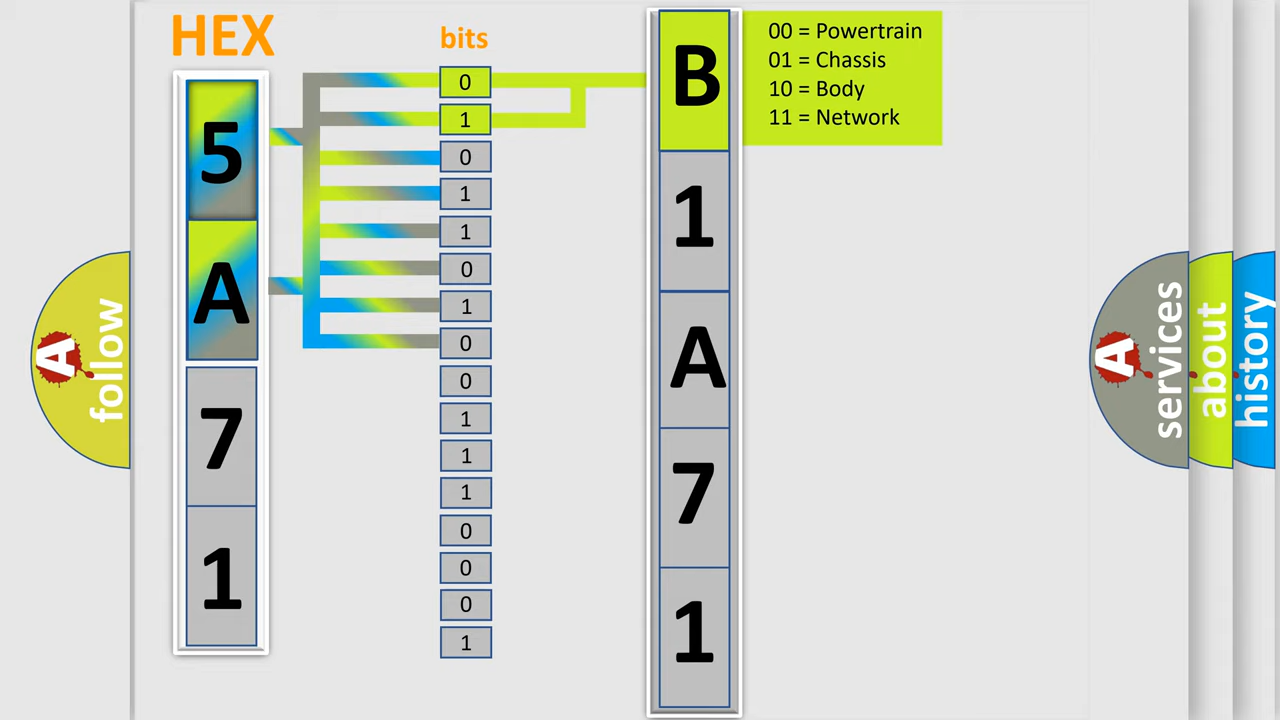 HEX
5
A
7
1
bits
0
1
0
1
1
0
1
0
0
1
1
1
0
0
0
1
B
1
A
7
1
00 = Powertrain
01 = Chassis
10 = Body
11 = Network
A
follow
A
services
about
history